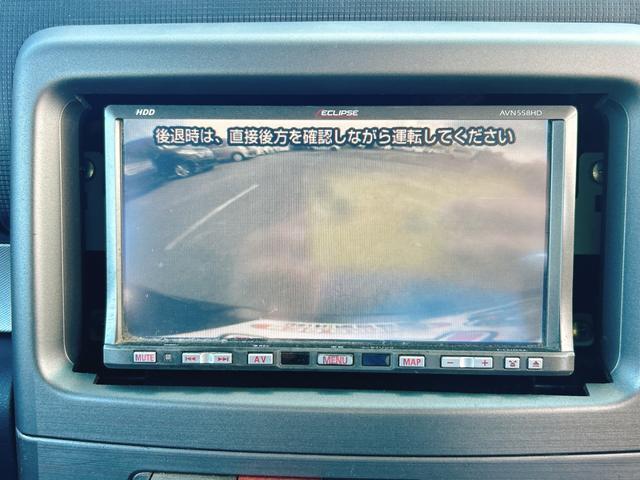 HDD ECLIPSE AVN558HD
後退時は、直接後方を確認しながら運転してください
MUTE AV MENU MAP − +